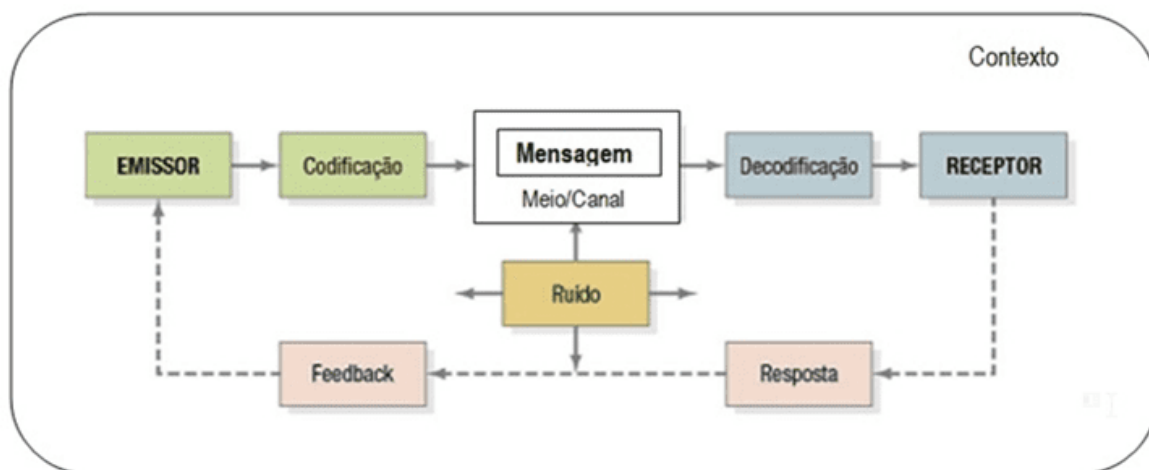 Contexto
EMISSOR
Codificação
Mensagem
Meio/Canal
Decodificação
RECEPTOR
Ruído
Feedback
Resposta